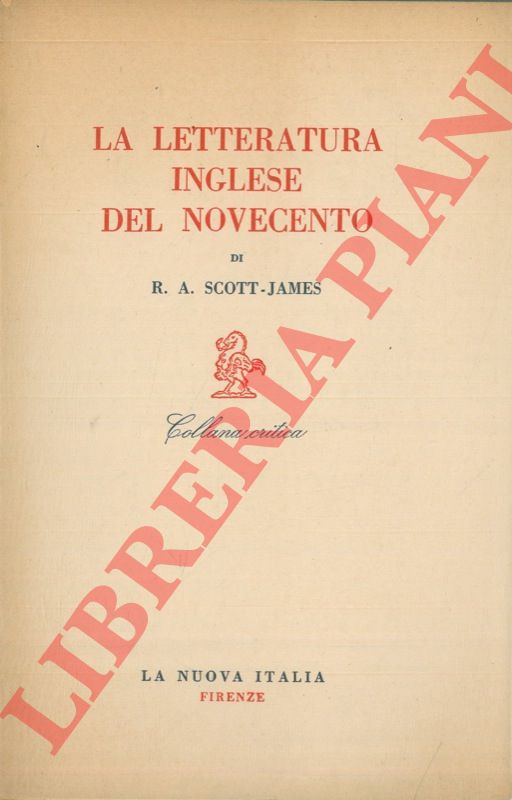 LA LETTERATURA
INGLESE
DEL NOVECENTO
DI
R. A. SCOTT-JAMES
Collana critica
LA NUOVA ITALIA
FIRENZE
LIBRERIA PIANI